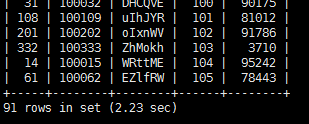 |   31 | 100032 | DHCQVE | 100 | 90175 |
|  108 | 100109 | uIhJYR | 101 | 81012 |
|  201 | 100202 | oIxnWV | 102 | 91786 |
|  332 | 100333 | ZhMokh | 103 |  3710 |
|   14 | 100015 | WRttME | 104 | 95242 |
|   61 | 100062 | EZlfRW | 105 | 78443 |
91 rows in set (2.23 sec)